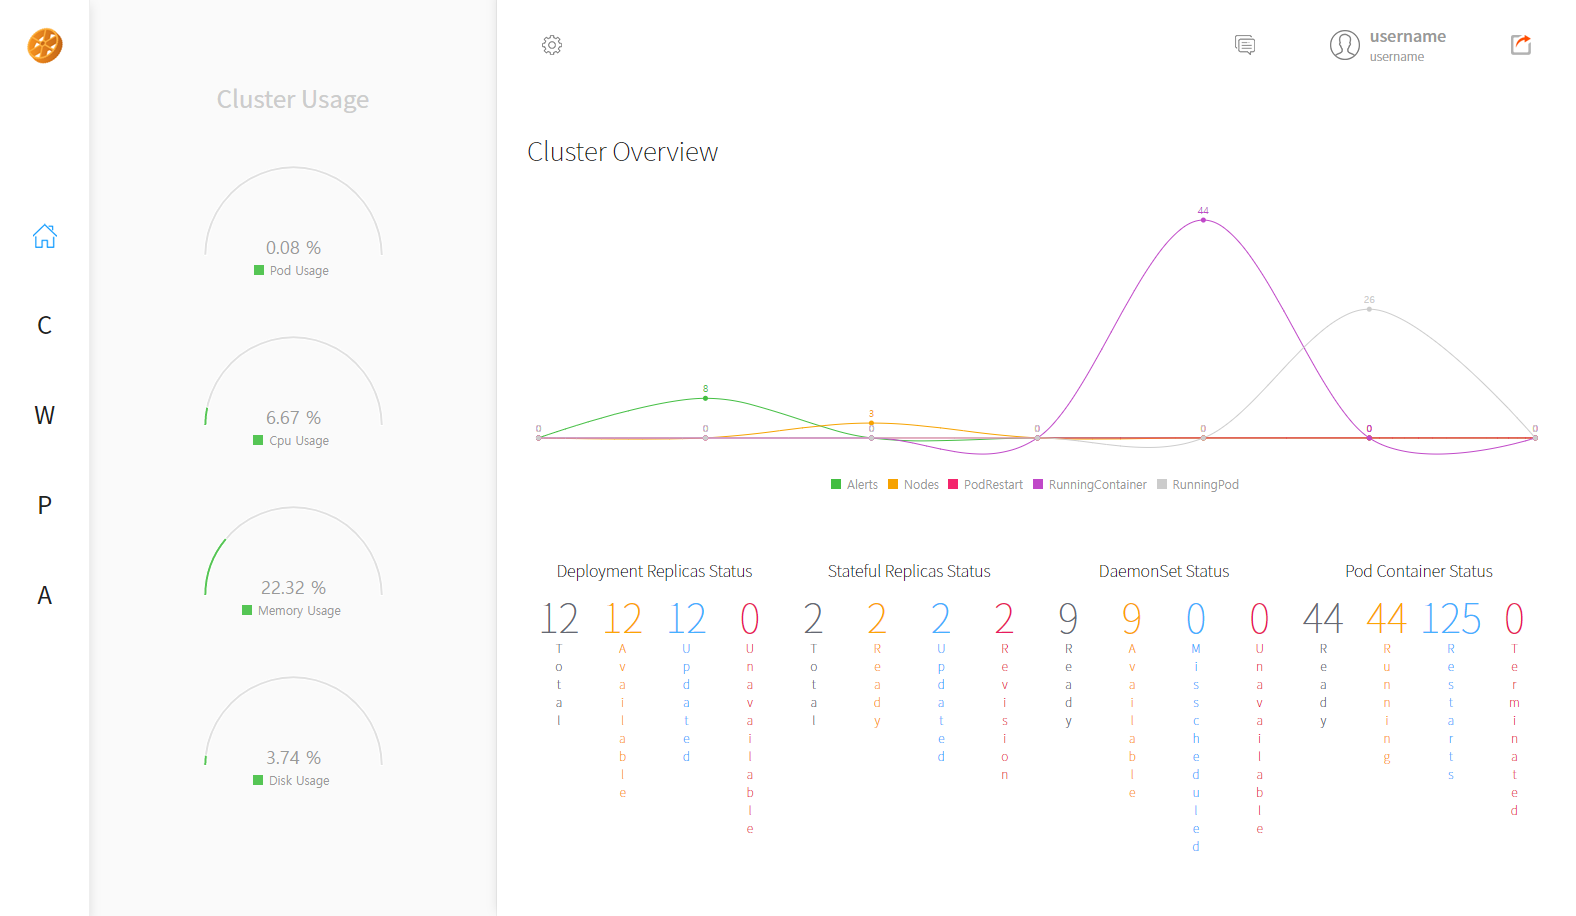 username
username
Cluster Usage
Cluster Overview
0.08 %
Pod Usage
C
6.67 %
Cpu Usage
W
22.32 %
Memory Usage
P
3.74 %
Disk Usage
A
44
26
8
3
0 0 0 0 0 0 0
Alerts Nodes PodRestart RunningContainer RunningPod
Deployment Replicas Status
12 12 12 0
Total Available Updated Unavailable
Stateful Replicas Status
2 2 2 2
Total Ready Updated Revision
DaemonSet Status
9 9 0 0
Ready Available Misscheduled Unavailable
Pod Container Status
44 44 125 0
Ready Running Restarts Terminated